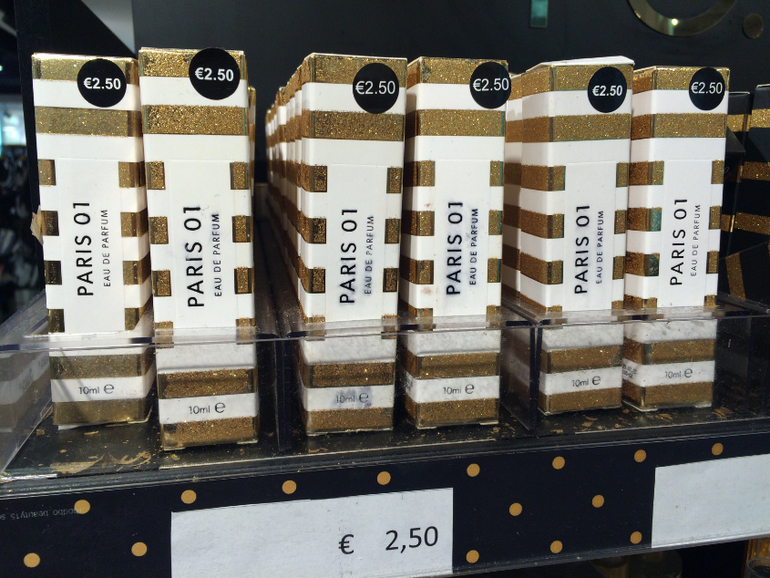 €2.50
€2.50
€2.50
€2.50
€2.50
€2.50
PARIS 01
EAU DE PARFUM
PARIS 01
EAU DE PARFUM
PARIS 01
EAU DE PARFUM
PARIS 01
EAU DE PARFUM
PARIS 01
EAU DE PARFUM
PARIS 01
EAU DE PARFUM
10ml ℮
10ml ℮
10ml ℮
10ml ℮
10ml ℮
10ml ℮
€ 2,50